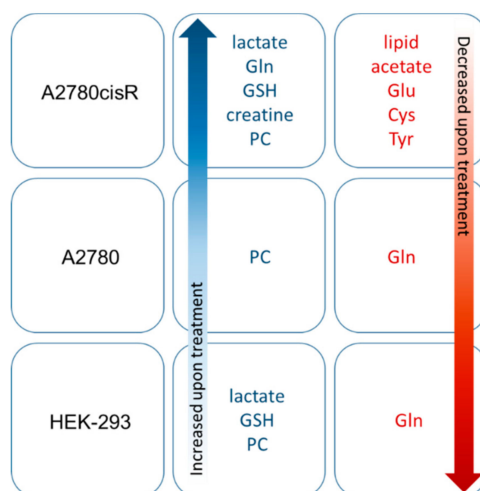 A2780cisR
lactate
Gln
GSH
creatine
PC
lipid
acetate
Glu
Cys
Tyr
A2780
PC
Gln
HEK-293
lactate
GSH
PC
Gln
Increased upon treatment
Decreased upon treatment